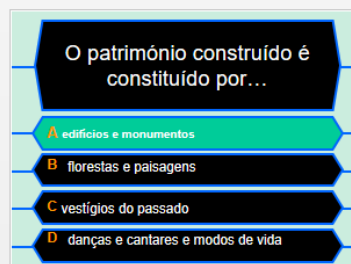 O património construído é
constituído por…
A edifícios e monumentos
B florestas e paisagens
C vestígios do passado
D danças e cantares e modos de vida